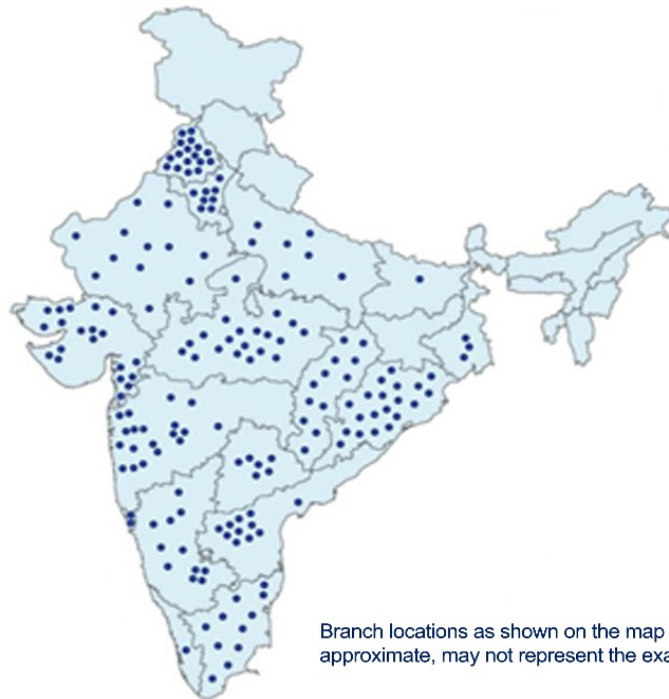 Branch locations as shown on the map
approximate, may not represent the exa